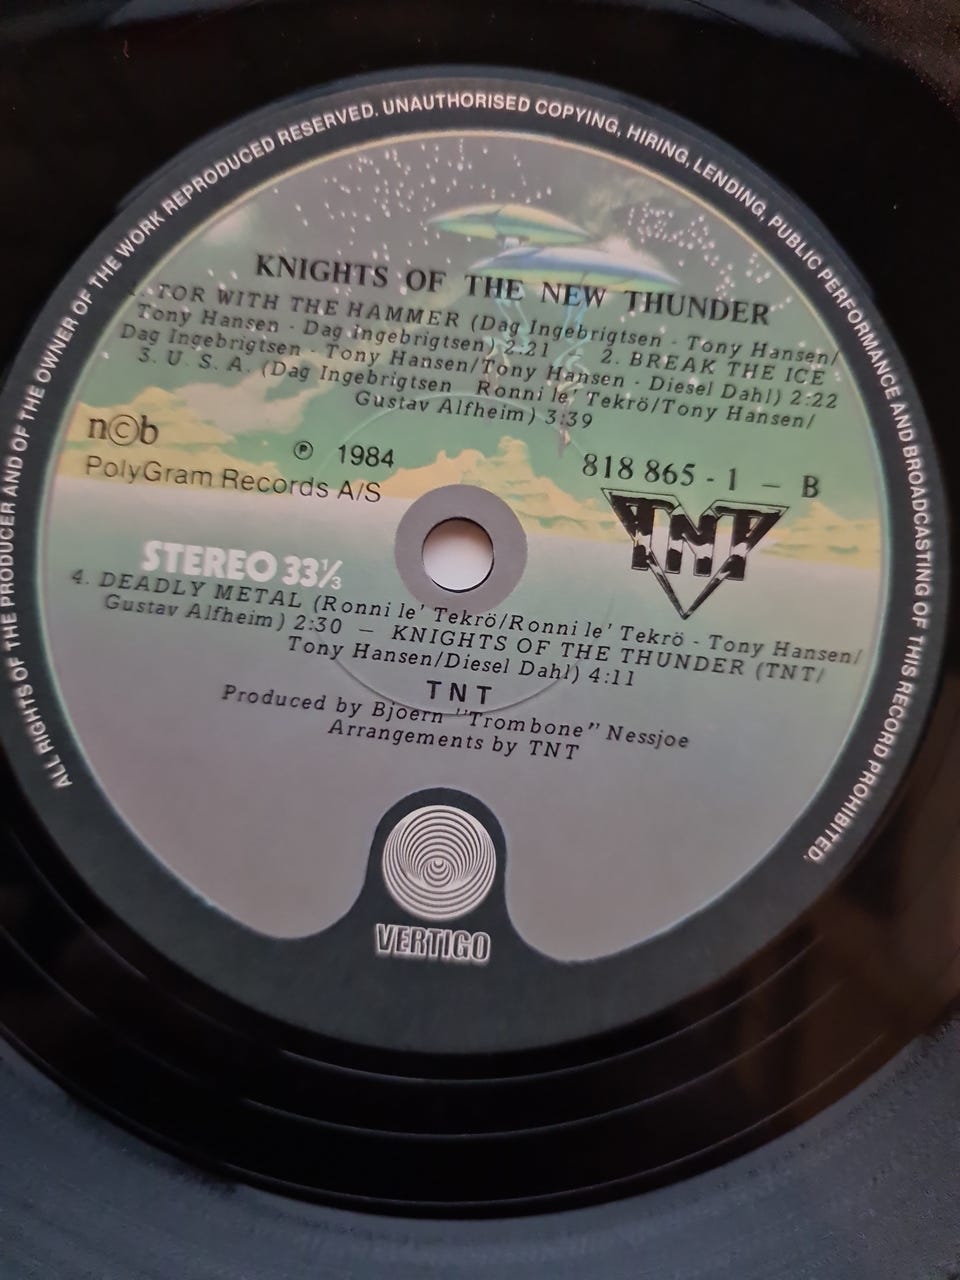 ALL RIGHTS OF THE PRODUCER AND OF THE OWNER OF THE WORK REPRODUCED RESERVED. UNAUTHORISED COPYING, HIRING, LENDING, PUBLIC PERFORMANCE AND BROADCASTING OF THIS RECORD PROHIBITED.
KNIGHTS OF THE NEW THUNDER
1. TOR WITH THE HAMMER (Dag Ingebrigtsen - Tony Hansen/
Tony Hansen - Dag Ingebrigtsen) 2:21 2. BREAK THE ICE
Dag Ingebrigtsen - Tony Hansen/Tony Hansen - Diesel Dahl) 2:22
3. U. S. A. (Dag Ingebrigtsen Ronni le' Tekrö/Tony Hansen/
Gustav Alfheim) 3:39
n©b
℗ 1984
818 865 - 1 – B
PolyGram Records A/S
TNT
STEREO 33⅓
4. DEADLY METAL (Ronni le' Tekrö/Ronni le' Tekrö - Tony Hansen/
Gustav Alfheim) 2:30 – KNIGHTS OF THE THUNDER (TNT/
Tony Hansen/Diesel Dahl) 4:11
TNT
Produced by Bjoern "Trombone" Nessjoe
Arrangements by TNT
VERTIGO